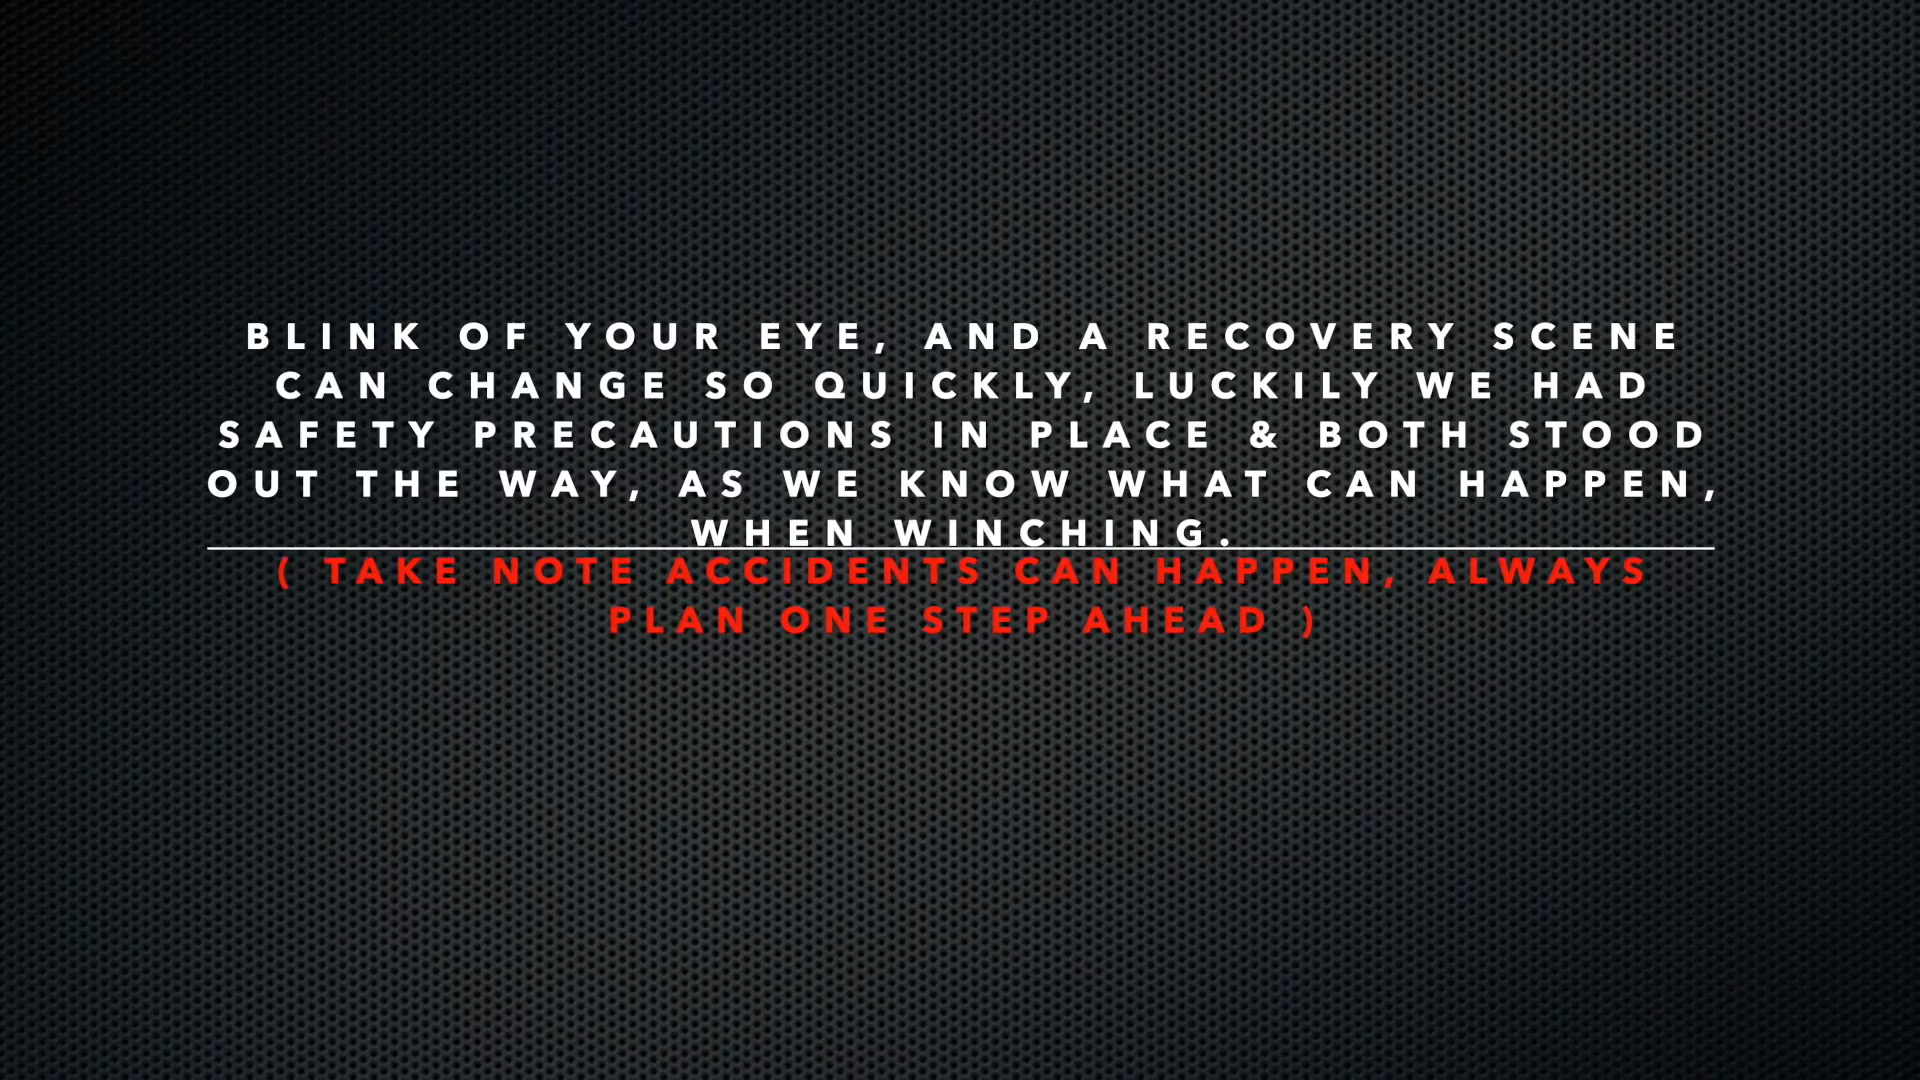 BLINK OF YOUR EYE, AND A RECOVERY SCENE
CAN CHANGE SO QUICKLY, LUCKILY WE HAD
SAFETY PRECAUTIONS IN PLACE & BOTH STOOD
OUT THE WAY, AS WE KNOW WHAT CAN HAPPEN,
WHEN WINCHING.
( TAKE NOTE ACCIDENTS CAN HAPPEN, ALWAYS
PLAN ONE STEP AHEAD )